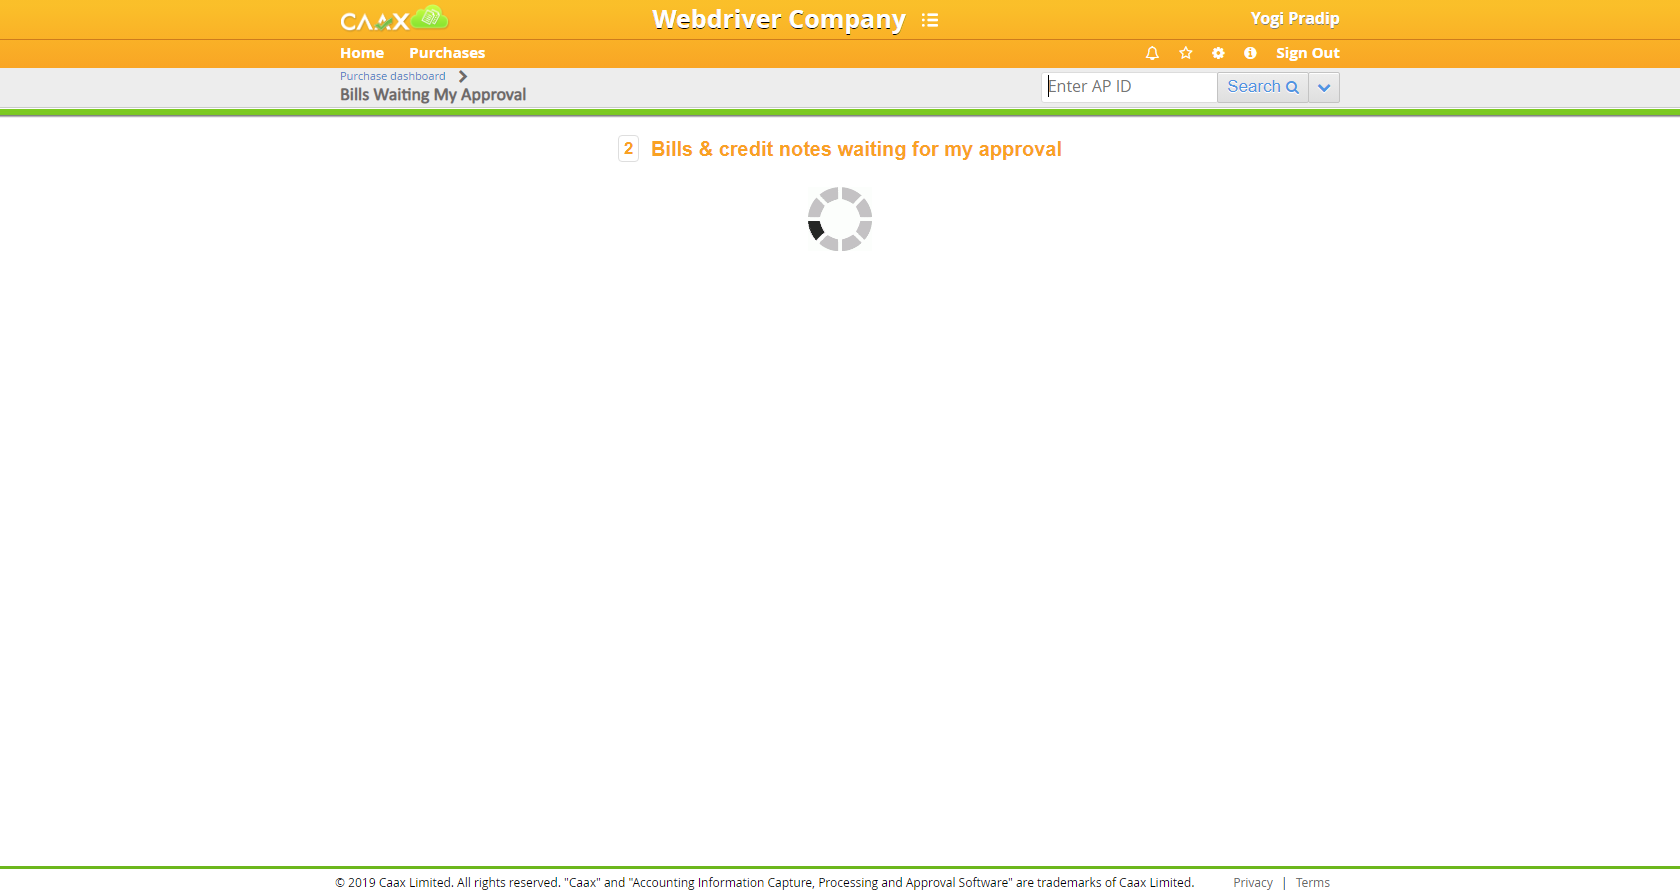 CAAX
Webdriver Company
Yogi Pradip
Home Purchases
Sign Out
Purchase dashboard
Bills Waiting My Approval
Enter AP ID
Search
2 Bills & credit notes waiting for my approval
© 2019 Caax Limited. All rights reserved. "Caax" and "Accounting Information Capture, Processing and Approval Software" are trademarks of Caax Limited.
Privacy | Terms